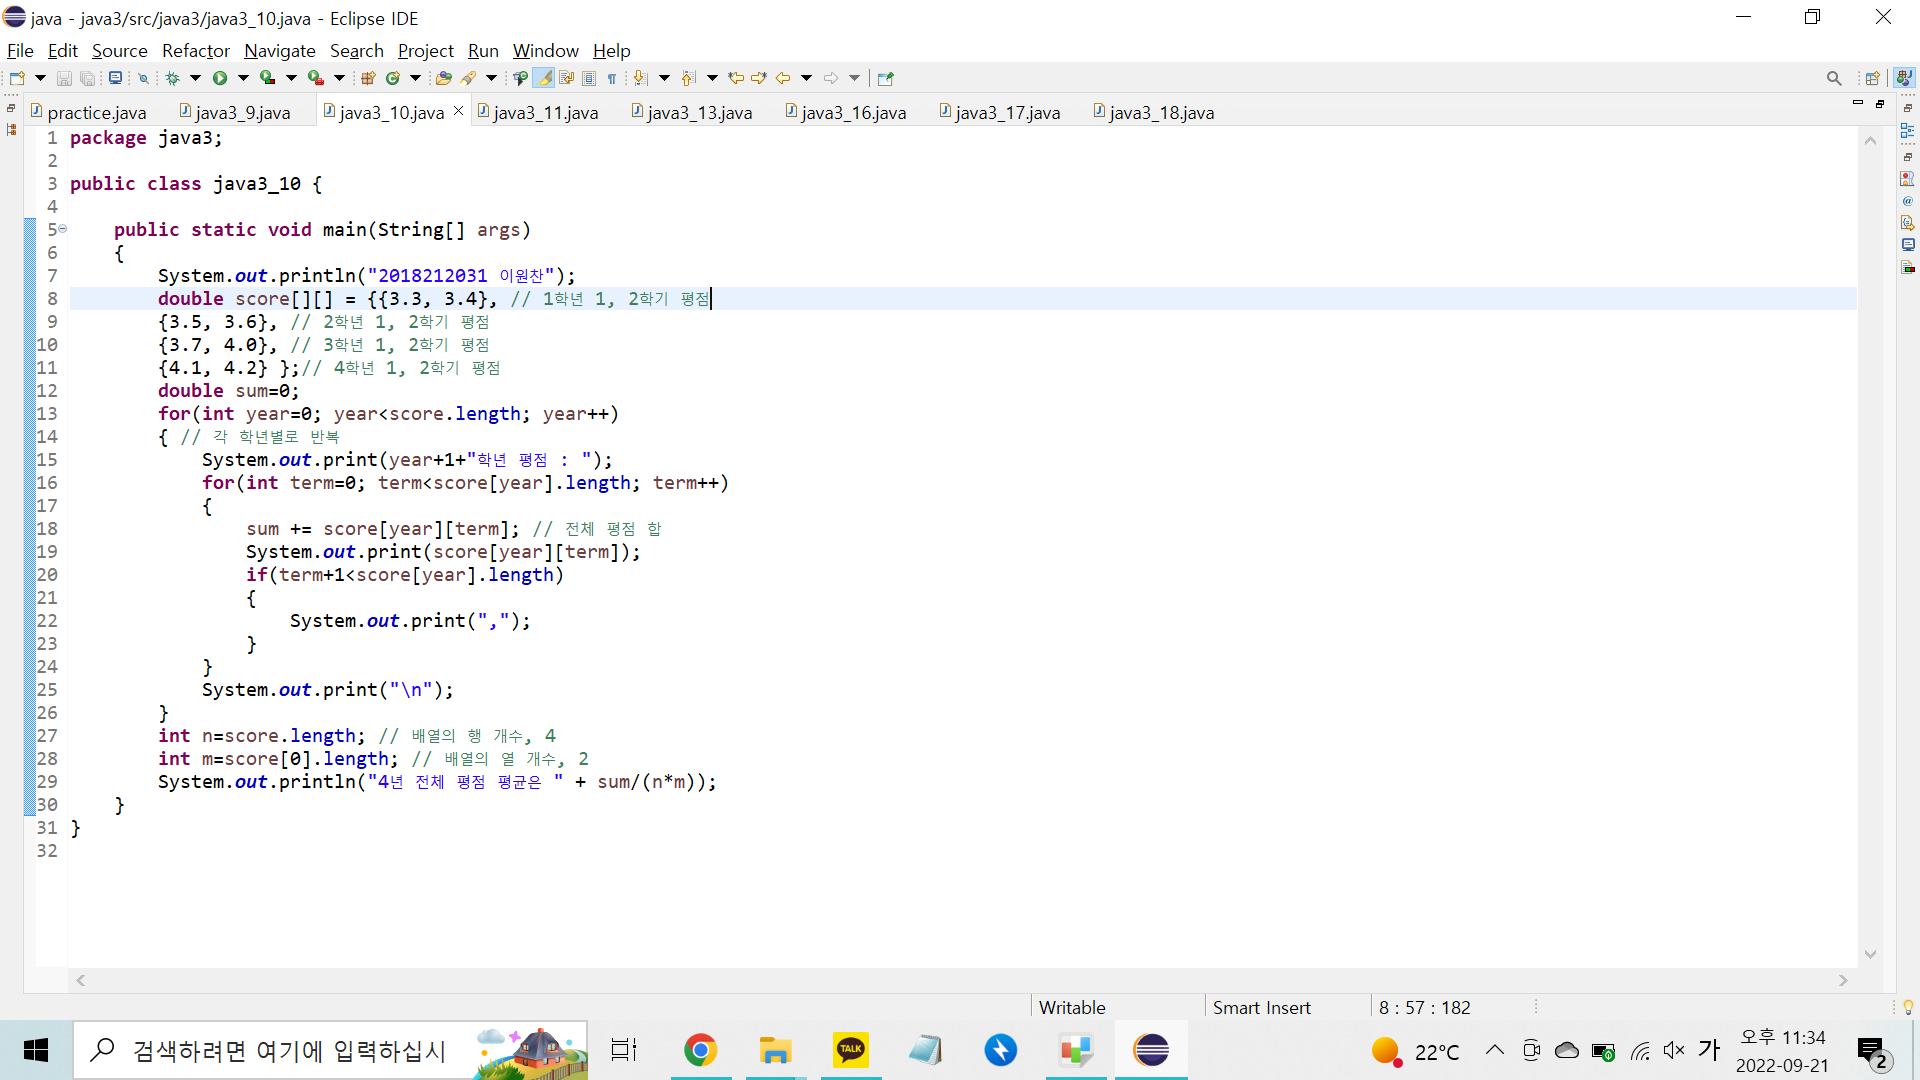 java - java3/src/java3/java3_10.java - Eclipse IDE
File Edit Source Refactor Navigate Search Project Run Window Help
practice.java java3_9.java java3_10.java java3_11.java java3_13.java java3_16.java java3_17.java java3_18.java
1 package java3;
2
3 public class java3_10 {
4
5 public static void main(String[] args)
6 {
7 System.out.println("2018212031 이원찬");
8 double score[][] = {{3.3, 3.4}, // 1학년 1, 2학기 평점
9 {3.5, 3.6}, // 2학년 1, 2학기 평점
10 {3.7, 4.0}, // 3학년 1, 2학기 평점
11 {4.1, 4.2} };// 4학년 1, 2학기 평점
12 double sum=0;
13 for(int year=0; year<score.length; year++)
14 { // 각 학년별로 반복
15 System.out.print(year+1+"학년 평점 : ");
16 for(int term=0; term<score[year].length; term++)
17 {
18 sum += score[year][term]; // 전체 평점 합
19 System.out.print(score[year][term]);
20 if(term+1<score[year].length)
21 {
22 System.out.print(",");
23 }
24 }
25 System.out.print("\n");
26 }
27 int n=score.length; // 배열의 행 개수, 4
28 int m=score[0].length; // 배열의 열 개수, 2
29 System.out.println("4년 전체 평점 평균은 " + sum/(n*m));
30 }
31 }
32
Writable Smart Insert 8 : 57 : 182
검색하려면 여기에 입력하십시
TALK
22°C 가 오후 11:34
2022-09-21
2